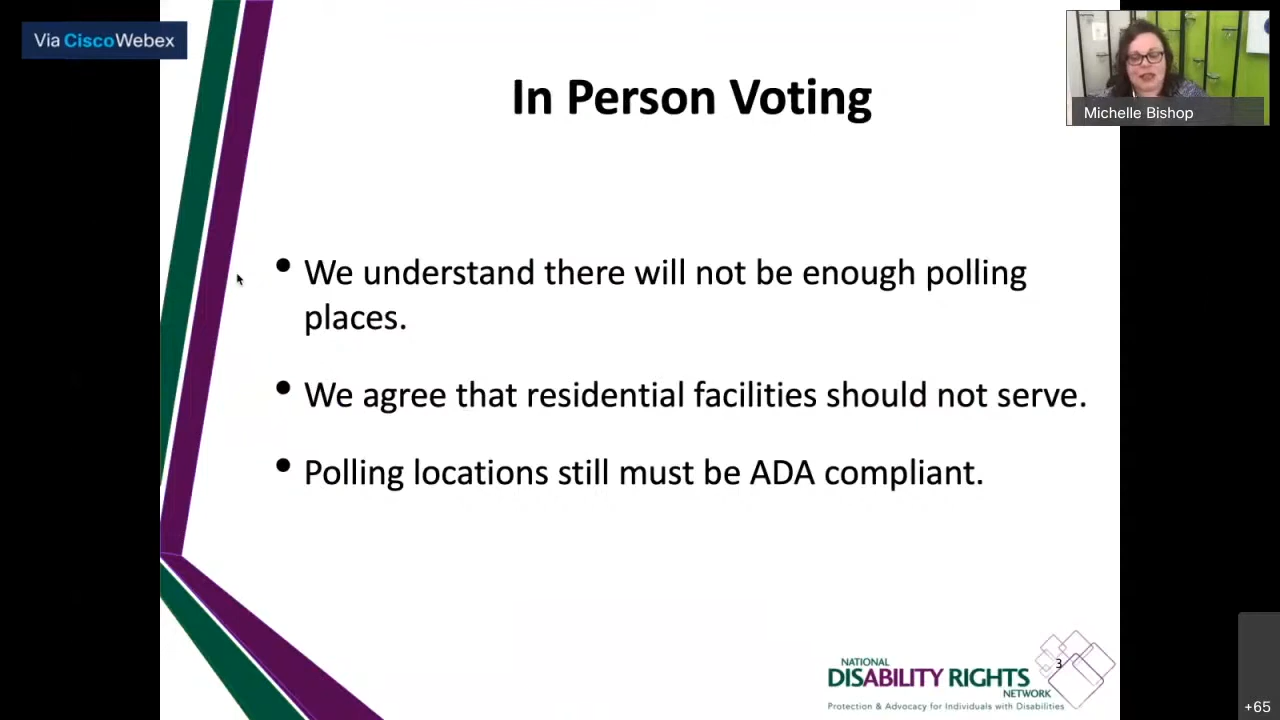 Via Cisco Webex
Michelle Bishop
In Person Voting
• We understand there will not be enough polling
places.
• We agree that residential facilities should not serve.
• Polling locations still must be ADA compliant.
3
NATIONAL
DISABILITY RIGHTS
NETWORK
Protection & Advocacy for Individuals with Disabilities
+65